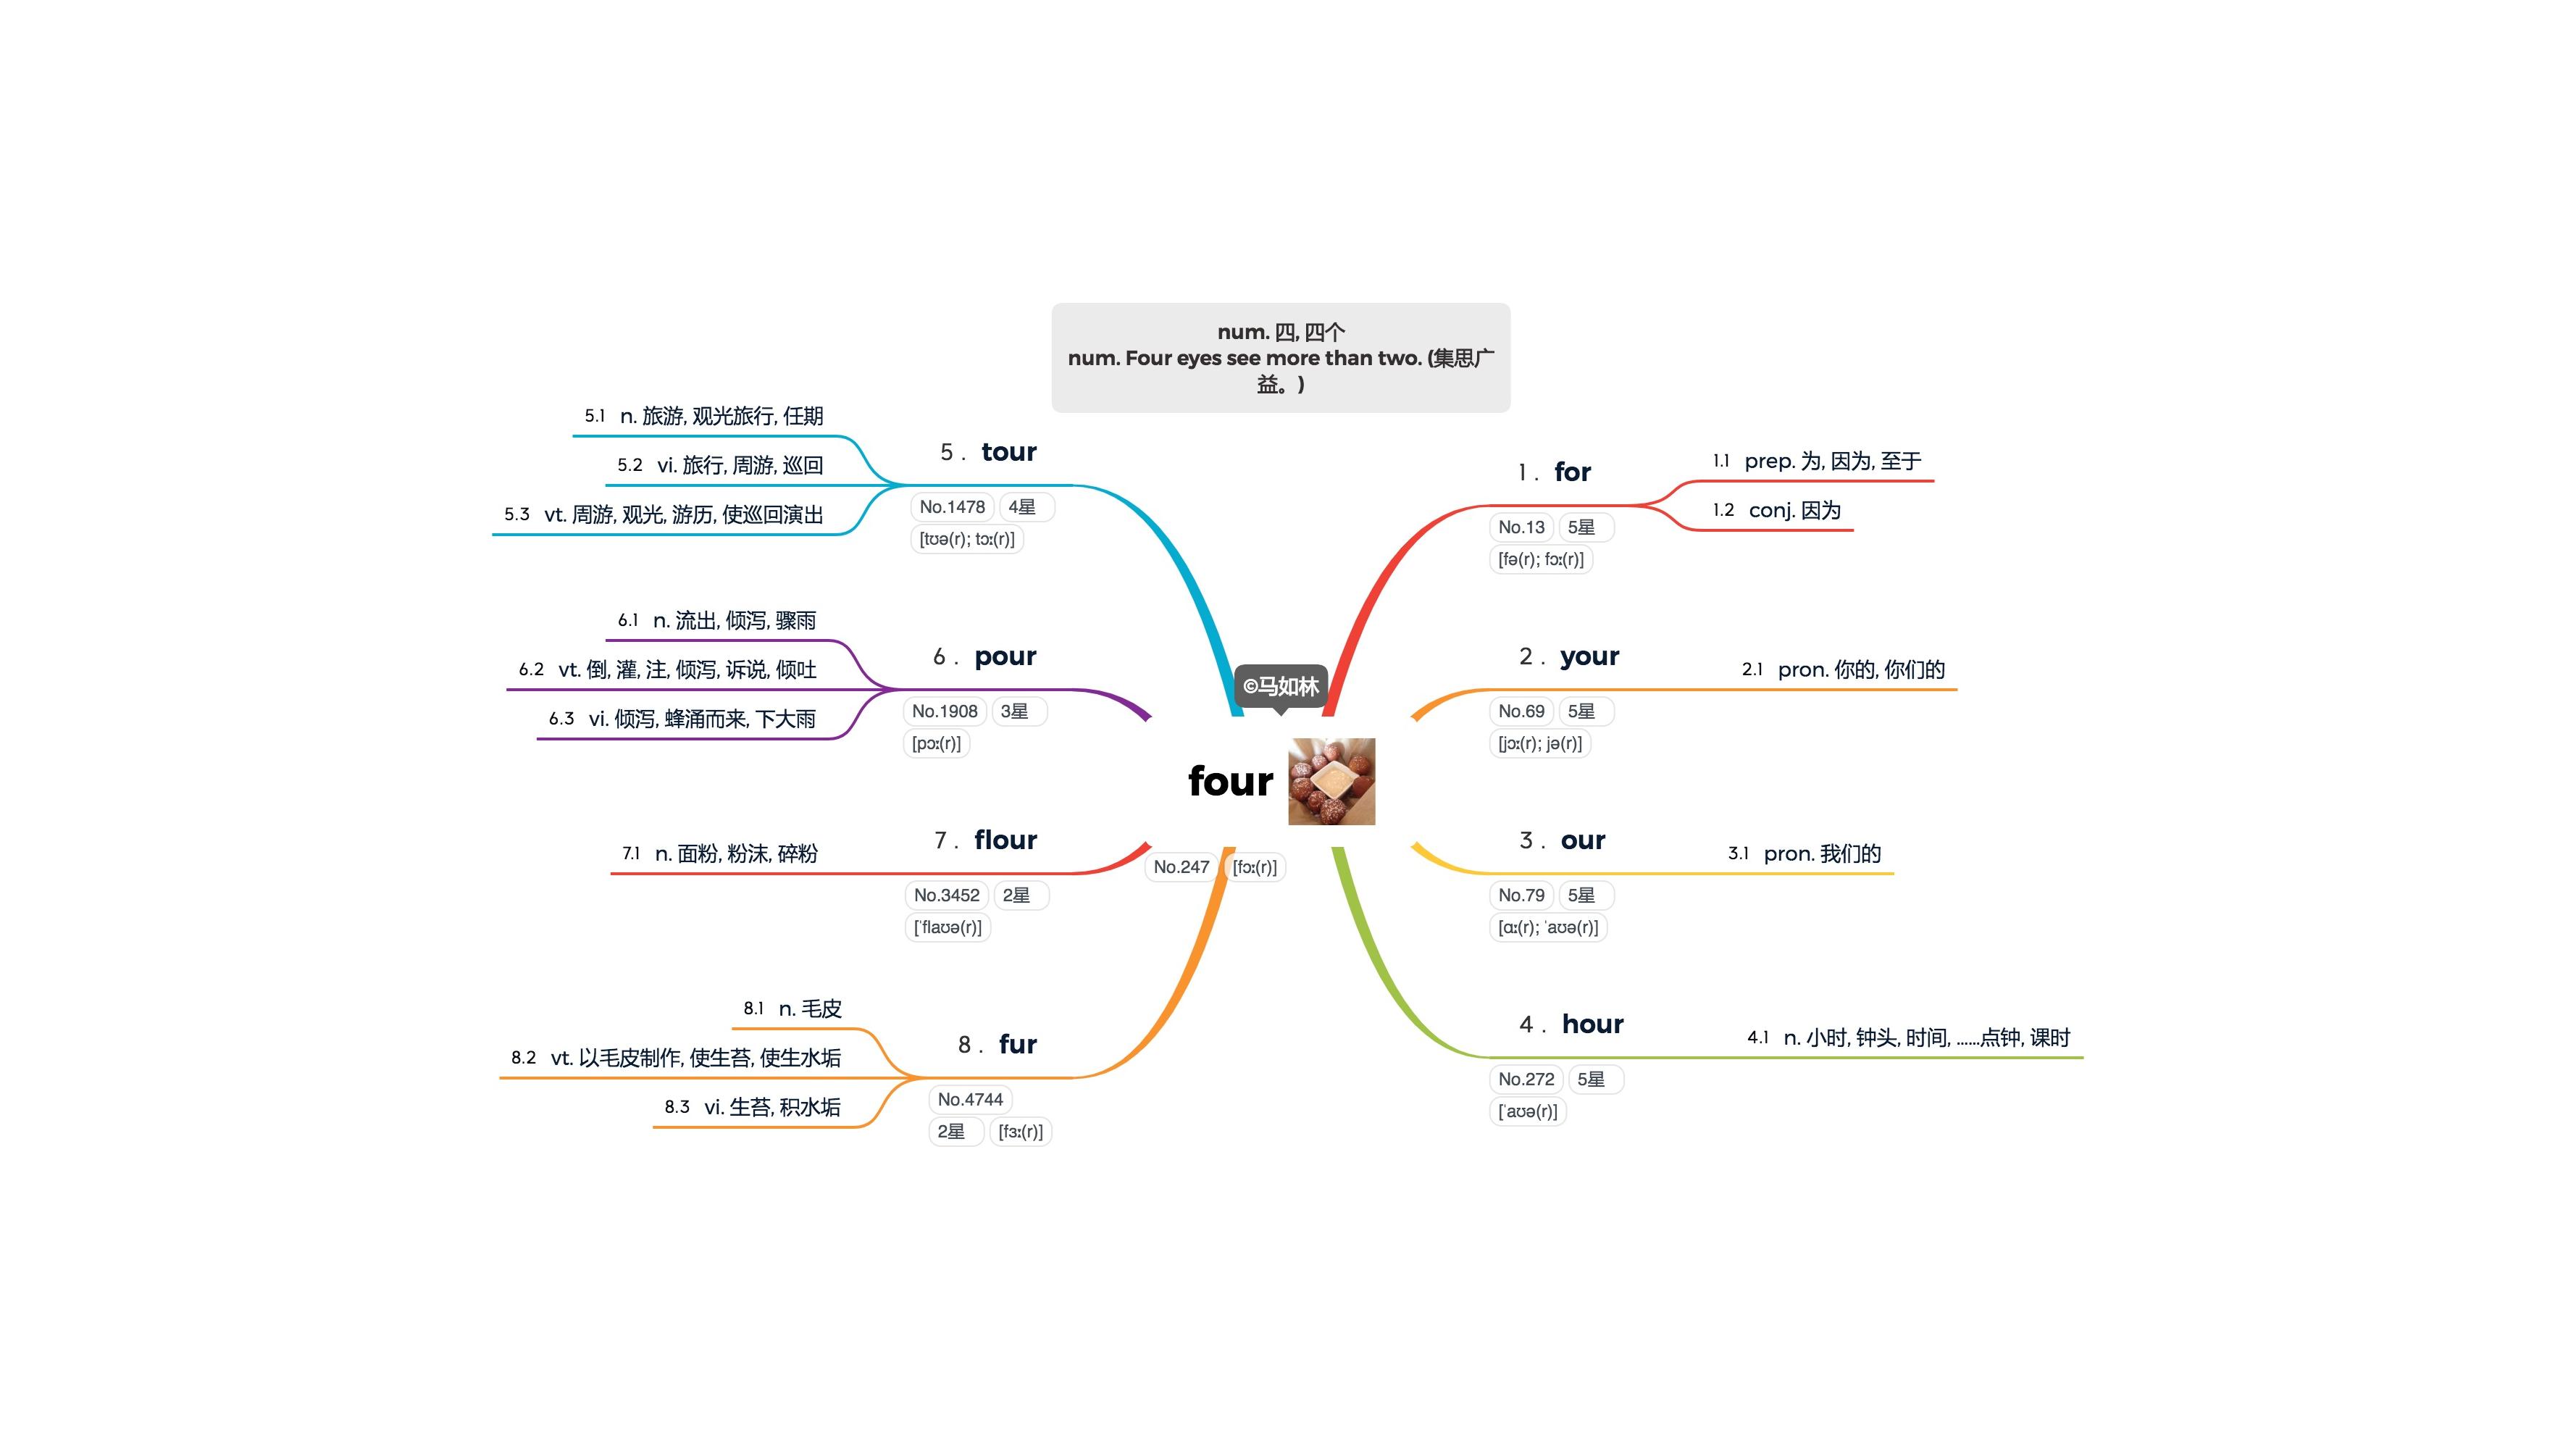 num. 四, 四个
num. Four eyes see more than two. (集思广
益。)
©马如林
four
No.247 [fɔː(r)]
1 . for
No.13 5星
[fə(r); fɔː(r)]
1.1 prep. 为, 因为, 至于
1.2 conj. 因为
2 . your
No.69 5星
[jɔː(r); jə(r)]
2.1 pron. 你的, 你们的
3 . our
No.79 5星
[ɑː(r); ˈaʊə(r)]
3.1 pron. 我们的
4 . hour
No.272 5星
[ˈaʊə(r)]
4.1 n. 小时, 钟头, 时间, ……点钟, 课时
5 . tour
No.1478 4星
[tʊə(r); tɔː(r)]
5.1 n. 旅游, 观光旅行, 任期
5.2 vi. 旅行, 周游, 巡回
5.3 vt. 周游, 观光, 游历, 使巡回演出
6 . pour
No.1908 3星
[pɔː(r)]
6.1 n. 流出, 倾泻, 骤雨
6.2 vt. 倒, 灌, 注, 倾泻, 诉说, 倾吐
6.3 vi. 倾泻, 蜂涌而来, 下大雨
7 . flour
No.3452 2星
[ˈflaʊə(r)]
7.1 n. 面粉, 粉沫, 碎粉
8 . fur
No.4744
2星 [fɜː(r)]
8.1 n. 毛皮
8.2 vt. 以毛皮制作, 使生苔, 使生水垢
8.3 vi. 生苔, 积水垢